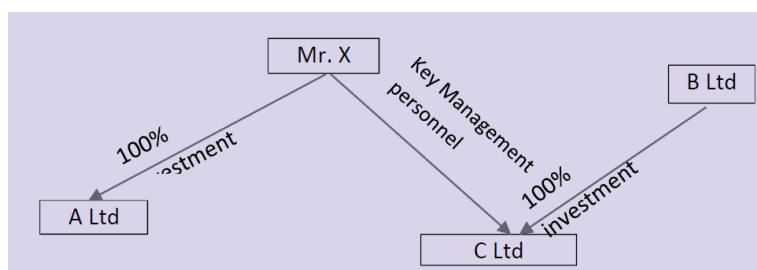 Mr. X
Key Management
personnel
B Ltd
100%
100%
investment
A Ltd
C Ltd